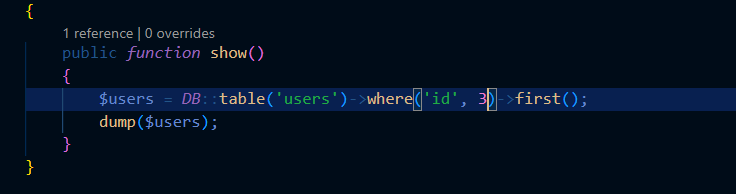 {
1 reference | 0 overrides
public function show()
{
$users = DB::table('users')->where('id', 3)->first();
dump($users);
}
}